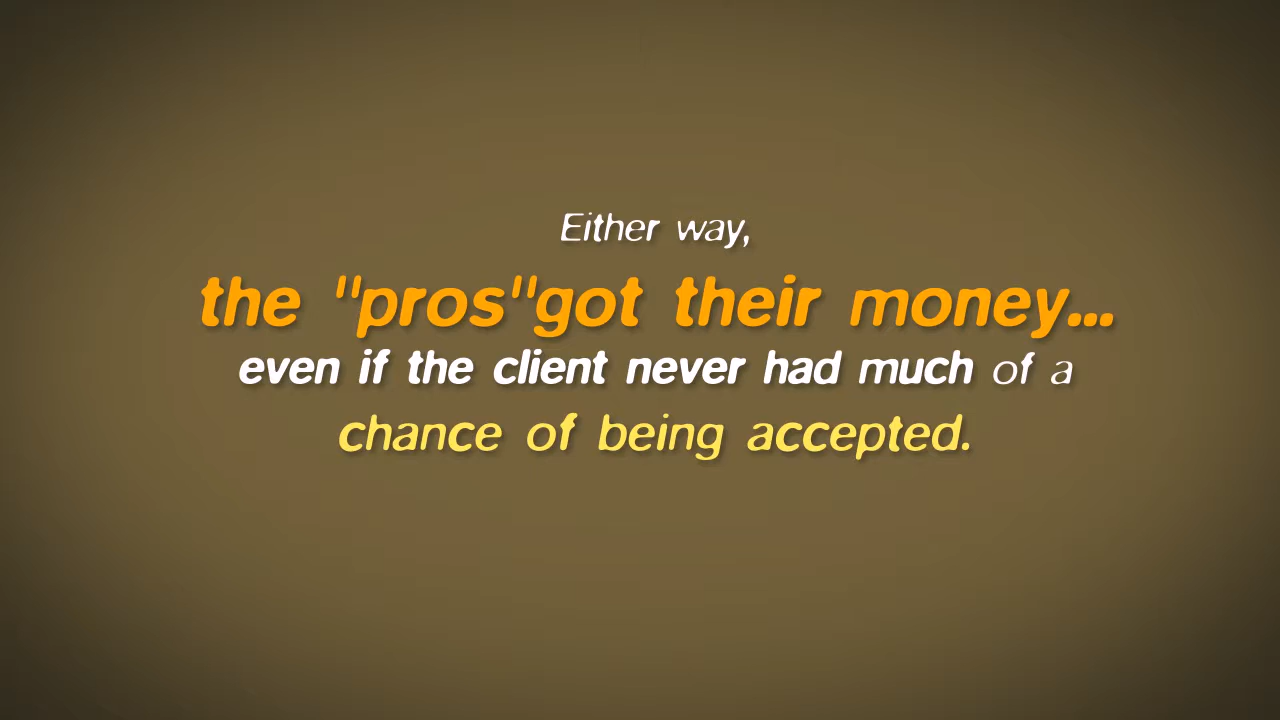 Either way,
the "pros"got their money...
even if the client never had much of a
chance of being accepted.